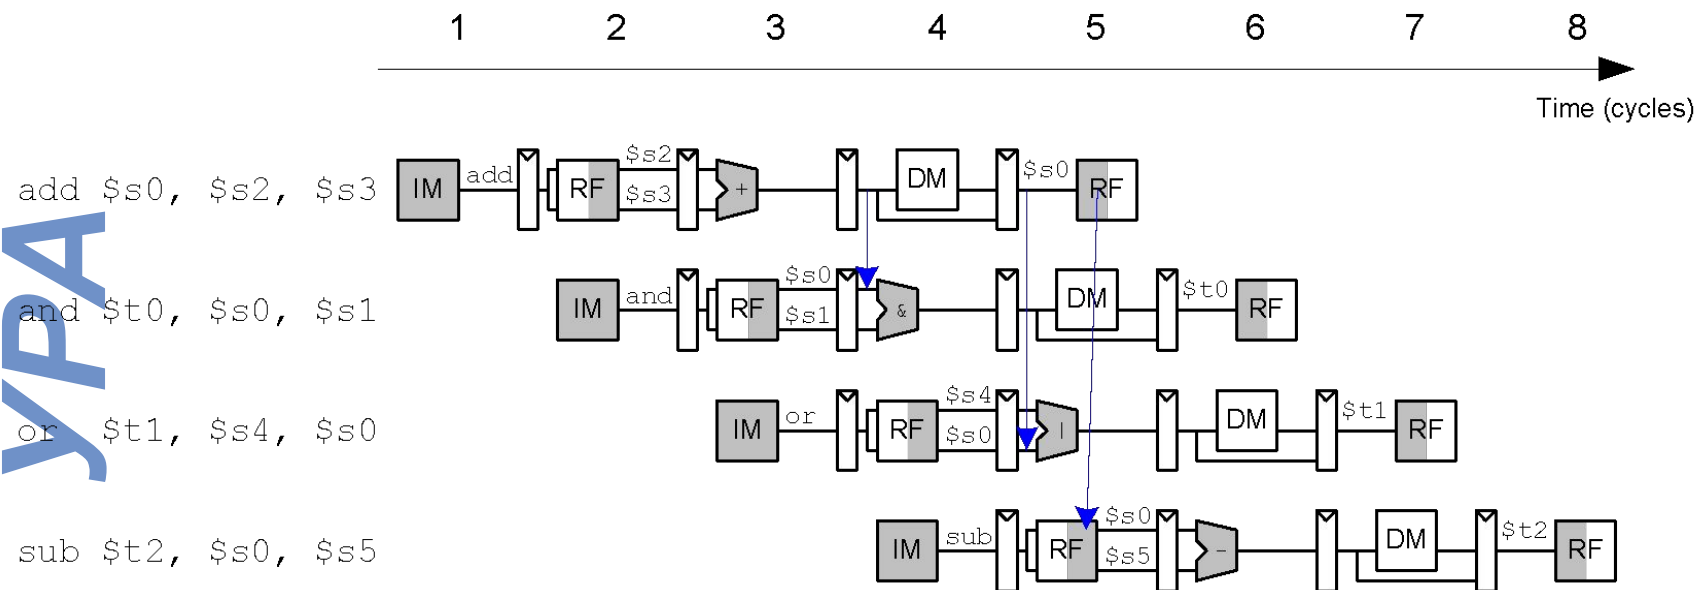 1 2 3 4 5 6 7 8
Time (cycles)
add $s0, $s2, $s3 IM add RF $s2 $s3 + DM $s0 RF
and $t0, $s0, $s1 IM and RF $s0 $s1 & DM $t0 RF
or $t1, $s4, $s0 IM or RF $s4 $s0 | DM $t1 RF
sub $t2, $s0, $s5 IM sub RF $s0 $s5 - DM $t2 RF
УРА